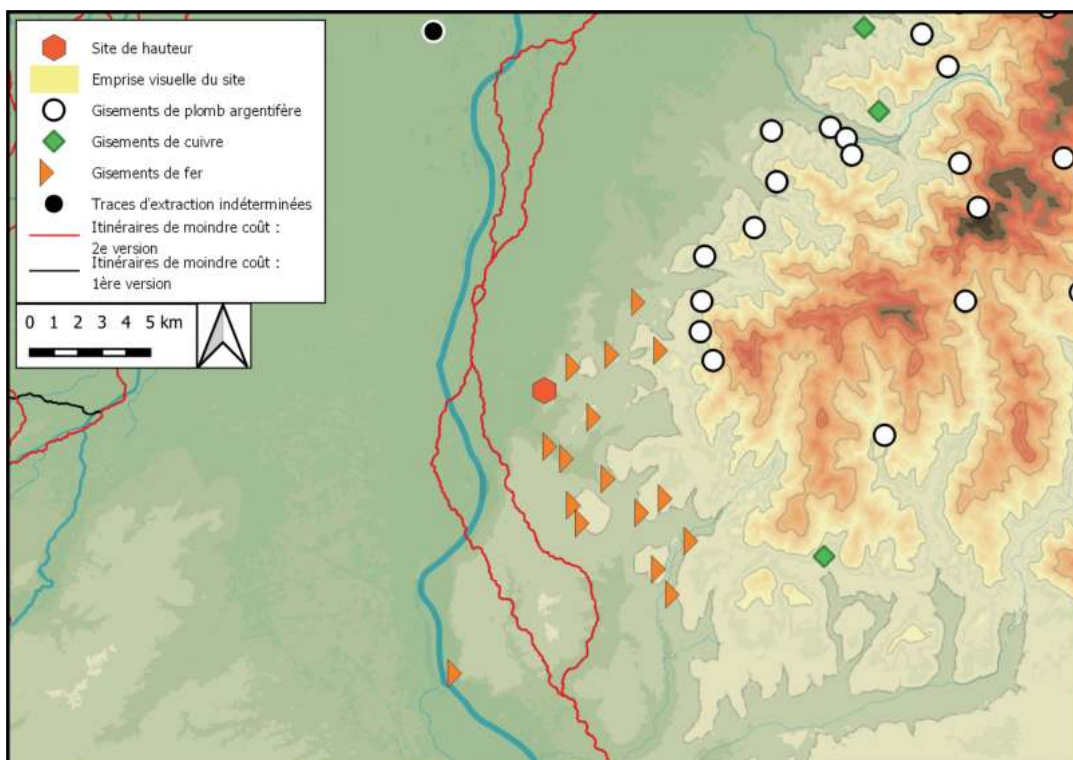 Site de hauteur
Emprise visuelle du site
Gisements de plomb argentifère
Gisements de cuivre
Gisements de fer
Traces d'extraction indéterminées
Itinéraires de moindre coût :
2e version
Itinéraires de moindre coût :
1ère version
0 1 2 3 4 5 km